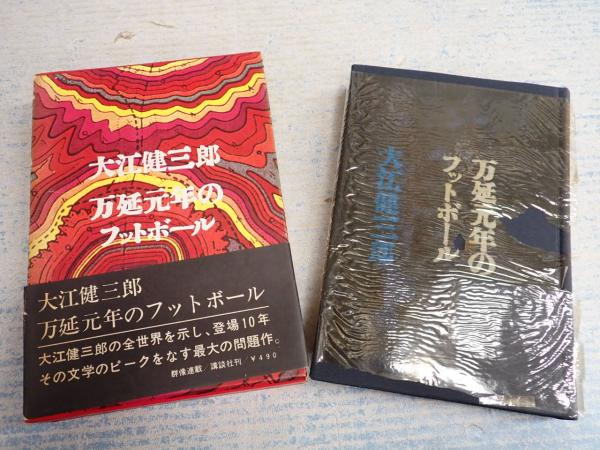 大江健三郎
万延元年の
フットボール
大江健三郎
万延元年のフットボール
大江健三郎の全世界を示し、登場10年
その文学のピークをなす最大の問題作。
群像連載/講談社刊/¥490
万延元年の
フットボール
大江健三郎